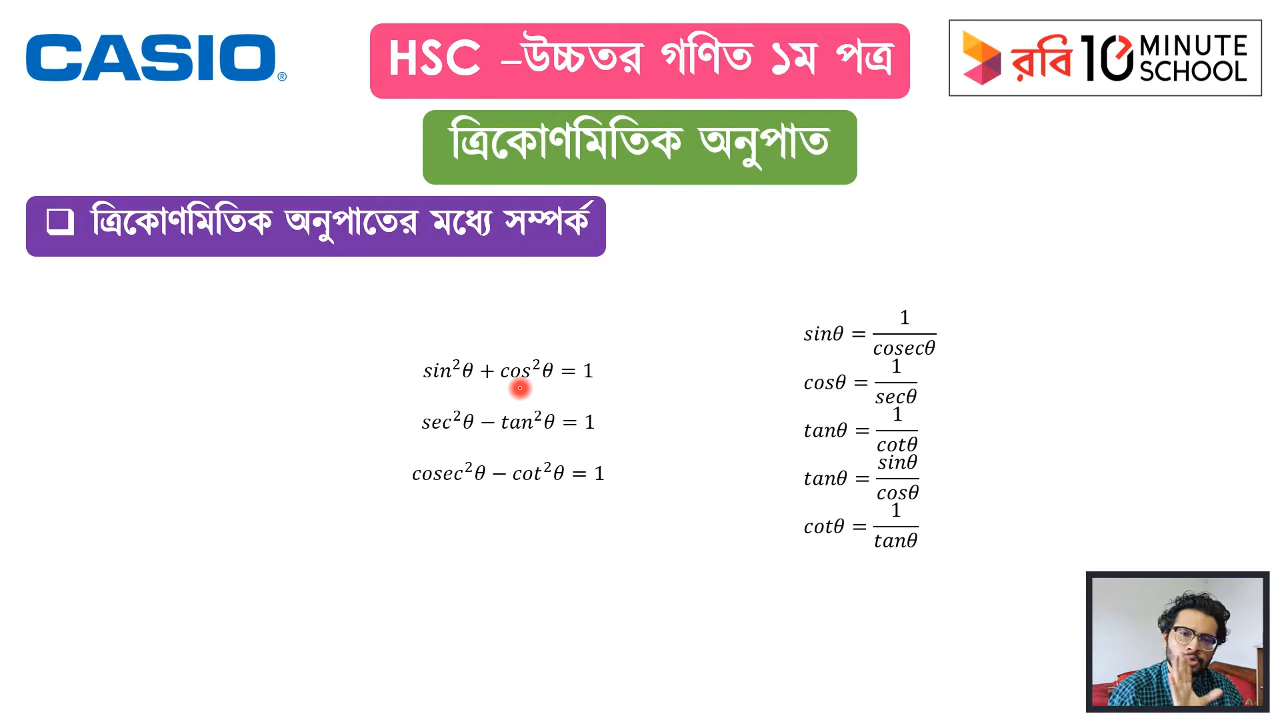 CASIO®
HSC –উচ্চতর গণিত ১ম পত্র
রবি 10 MINUTE SCHOOL
ত্রিকোণমিতিক অনুপাত
❑ ত্রিকোণমিতিক অনুপাতের মধ্যে সম্পর্ক
sin²θ + cos²θ = 1
sec²θ − tan²θ = 1
cosec²θ − cot²θ = 1
sinθ = 1/cosecθ
cosθ = 1/secθ
tanθ = 1/cotθ
tanθ = sinθ/cosθ
cotθ = 1/tanθ